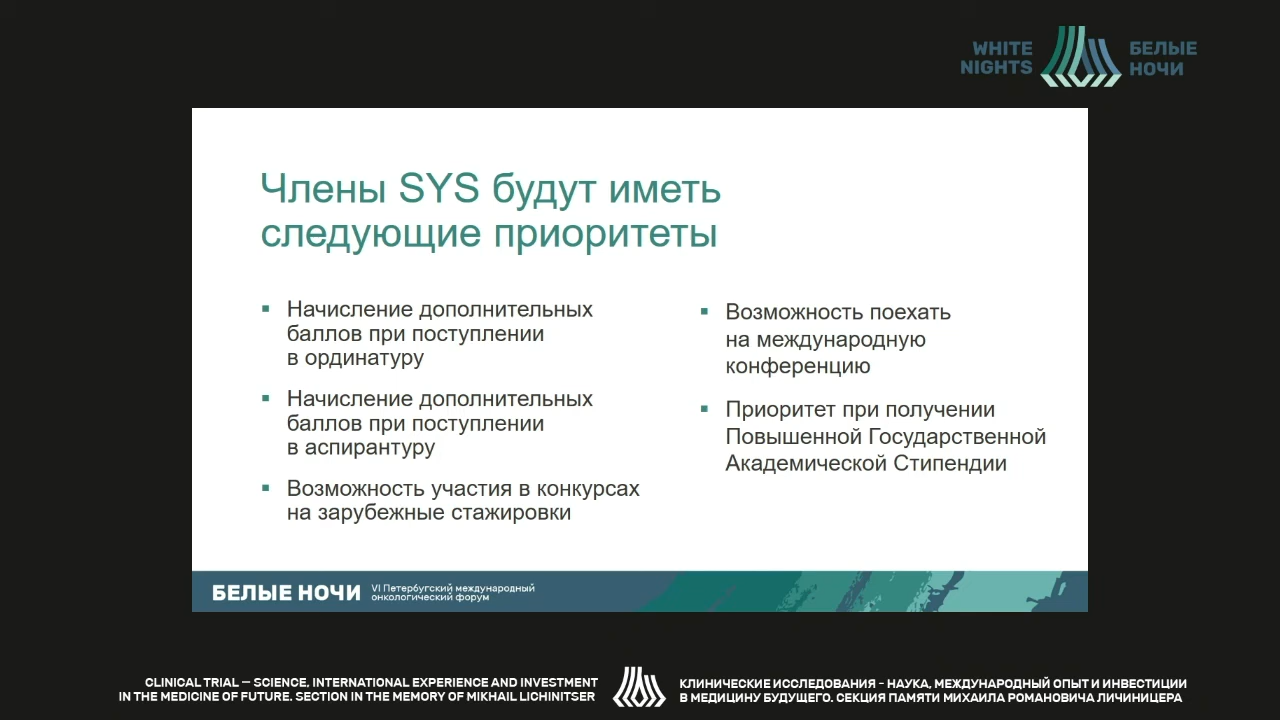 WHITE
NIGHTS
БЕЛЫЕ
НОЧИ
Члены SYS будут иметь
следующие приоритеты
Начисление дополнительных
баллов при поступлении
в ординатуру
Начисление дополнительных
баллов при поступлении
в аспирантуру
Возможность участия в конкурсах
на зарубежные стажировки
Возможность поехать
на международную
конференцию
Приоритет при получении
Повышенной Государственной
Академической Стипендии
БЕЛЫЕ НОЧИ
VI Петербугский международный
онкологический форум
CLINICAL TRIAL – SCIENCE, INTERNATIONAL EXPERIENCE AND INVESTMENT
IN THE MEDICINE OF FUTURE. SECTION IN THE MEMORY OF MIKHAIL LICHINITSER
КЛИНИЧЕСКИЕ ИССЛЕДОВАНИЯ - НАУКА, МЕЖДУНАРОДНЫЙ ОПЫТ И ИНВЕСТИЦИИ
В МЕДИЦИНУ БУДУЩЕГО. СЕКЦИЯ ПАМЯТИ МИХАИЛА РОМАНОВИЧА ЛИЧИНИЦЕРА